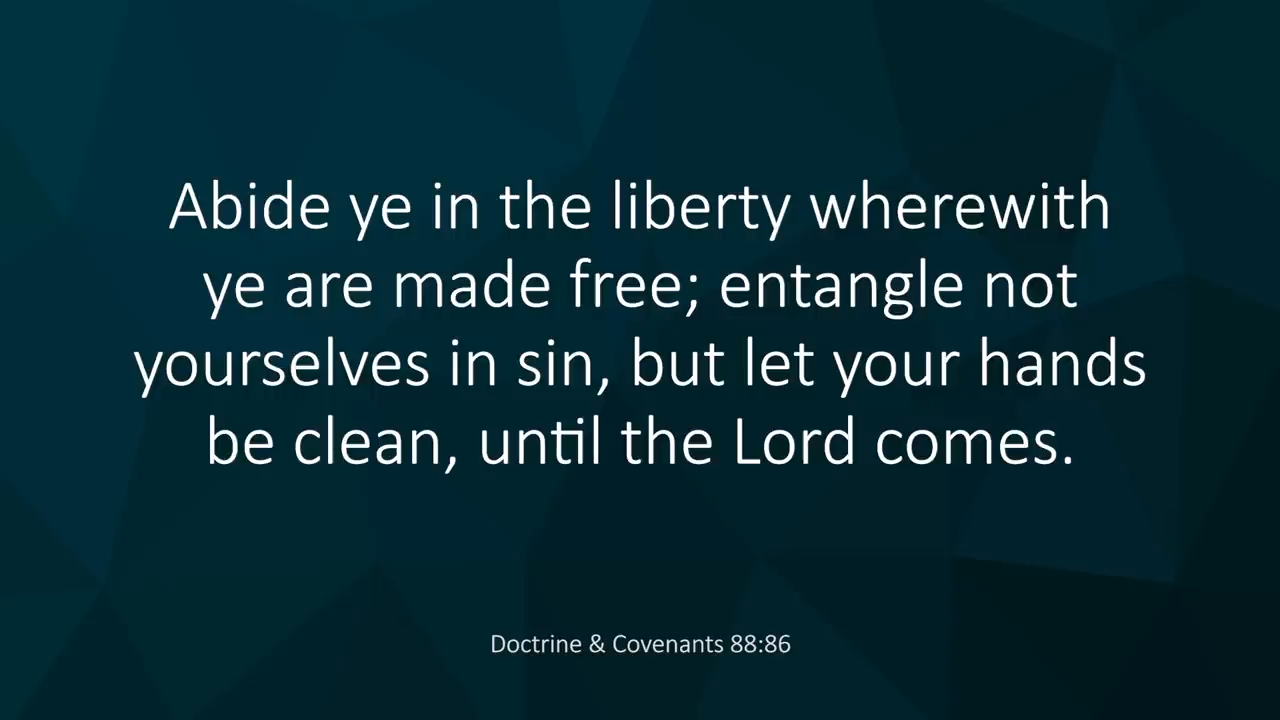 Abide ye in the liberty wherewith
ye are made free; entangle not
yourselves in sin, but let your hands
be clean, until the Lord comes.
Doctrine & Covenants 88:86